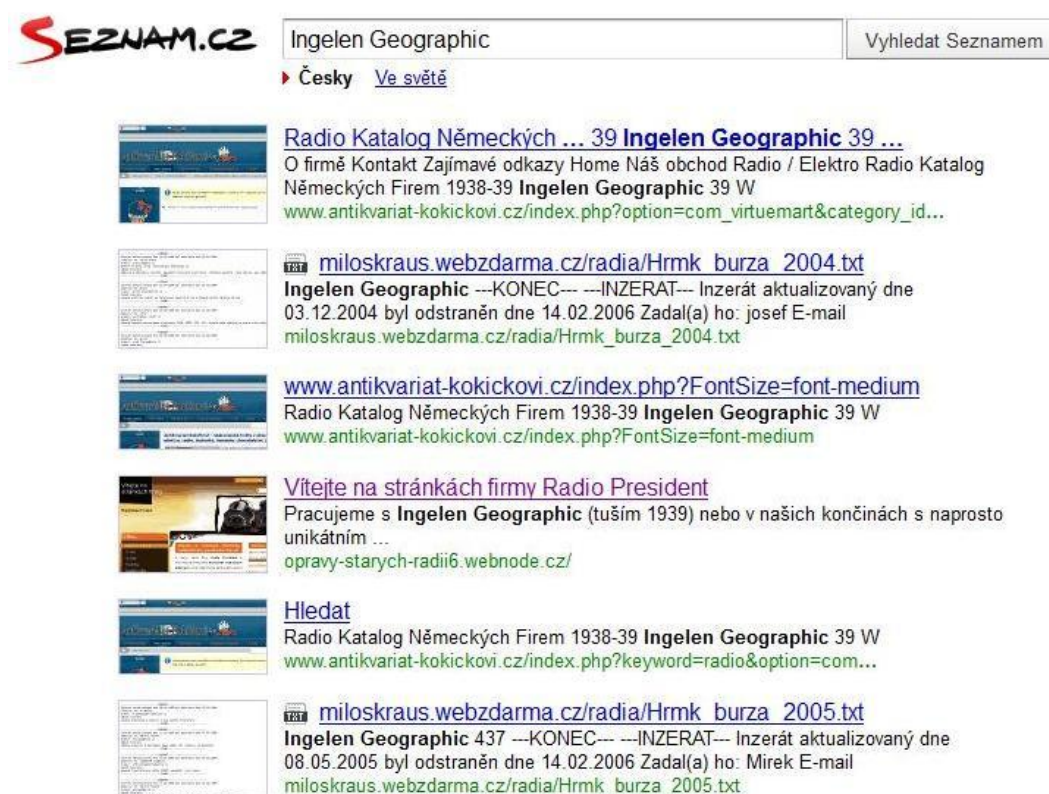 SEZNAM.CZ
Ingelen Geographic
Vyhledat Seznamem
Česky Ve světě
Radio Katalog Německých ... 39 Ingelen Geographic 39 ...
O firmě Kontakt Zajímavé odkazy Home Náš obchod Radio / Elektro Radio Katalog
Německých Firem 1938-39 Ingelen Geographic 39 W
www.antikvariat-kokickovi.cz/index.php?option=com_virtuemart&category_id...
TXT miloskraus.webzdarma.cz/radia/Hrmk_burza_2004.txt
Ingelen Geographic ---KONEC--- ---INZERAT--- Inzerát aktualizovaný dne
03.12.2004 byl odstraněn dne 14.02.2006 Zadal(a) ho: josef E-mail
miloskraus.webzdarma.cz/radia/Hrmk_burza_2004.txt
www.antikvariat-kokickovi.cz/index.php?FontSize=font-medium
Radio Katalog Německých Firem 1938-39 Ingelen Geographic 39 W
www.antikvariat-kokickovi.cz/index.php?FontSize=font-medium
Vítejte na stránkách firmy Radio President
Pracujeme s Ingelen Geographic (tuším 1939) nebo v našich končinách s naprosto
unikátním ...
opravy-starych-radii6.webnode.cz/
Hledat
Radio Katalog Německých Firem 1938-39 Ingelen Geographic 39 W
www.antikvariat-kokickovi.cz/index.php?keyword=radio&option=com...
TXT miloskraus.webzdarma.cz/radia/Hrmk_burza_2005.txt
Ingelen Geographic 437 ---KONEC--- ---INZERAT--- Inzerát aktualizovaný dne
08.05.2005 byl odstraněn dne 14.02.2006 Zadal(a) ho: Mirek E-mail
miloskraus.webzdarma.cz/radia/Hrmk_burza_2005.txt